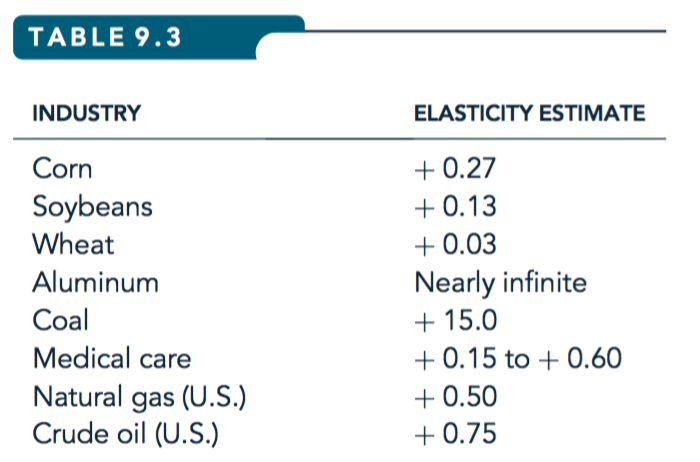 TABLE 9.3
INDUSTRY ELASTICITY ESTIMATE
Corn + 0.27
Soybeans + 0.13
Wheat + 0.03
Aluminum Nearly infinite
Coal + 15.0
Medical care + 0.15 to + 0.60
Natural gas (U.S.) + 0.50
Crude oil (U.S.) + 0.75